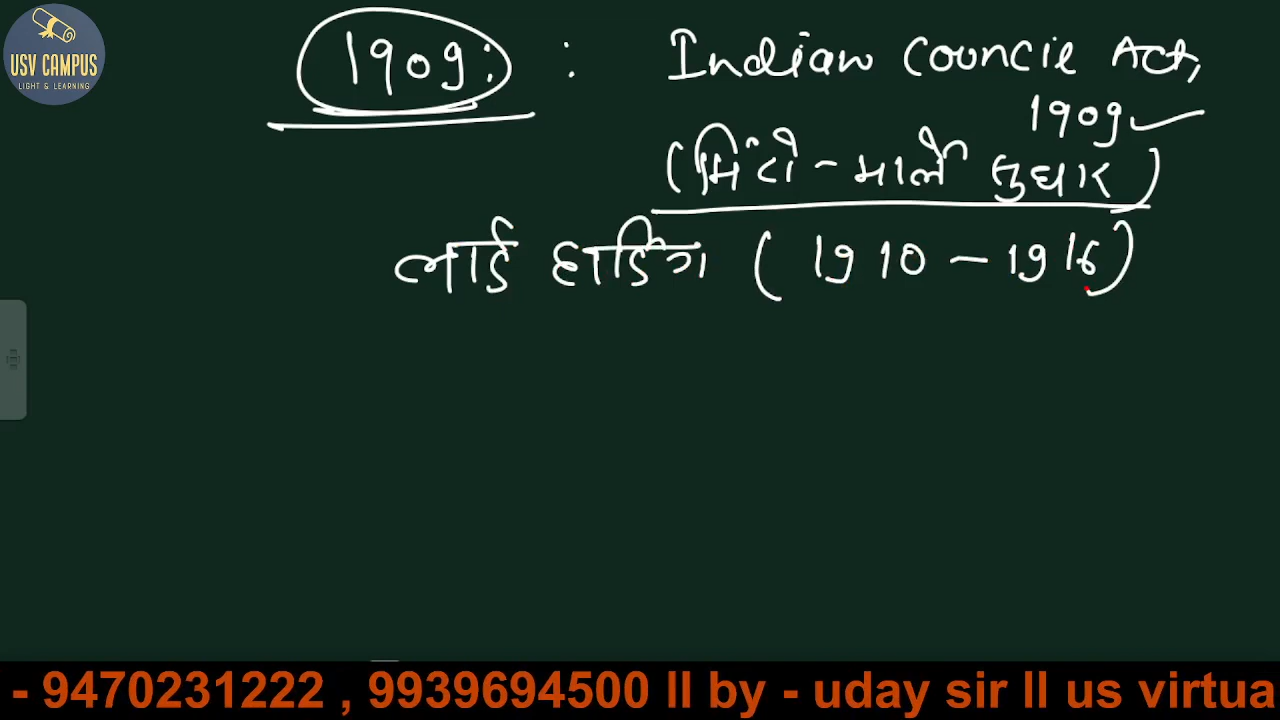 USV CAMPUS
LIGHT & LEARNING
1909: : Indian Council Act,
1909
(मिंटो - मार्ले सुधार)
लार्ड हार्डिंग (1910 - 1916)
- 9470231222 , 9939694500 ll by - uday sir ll us virtua